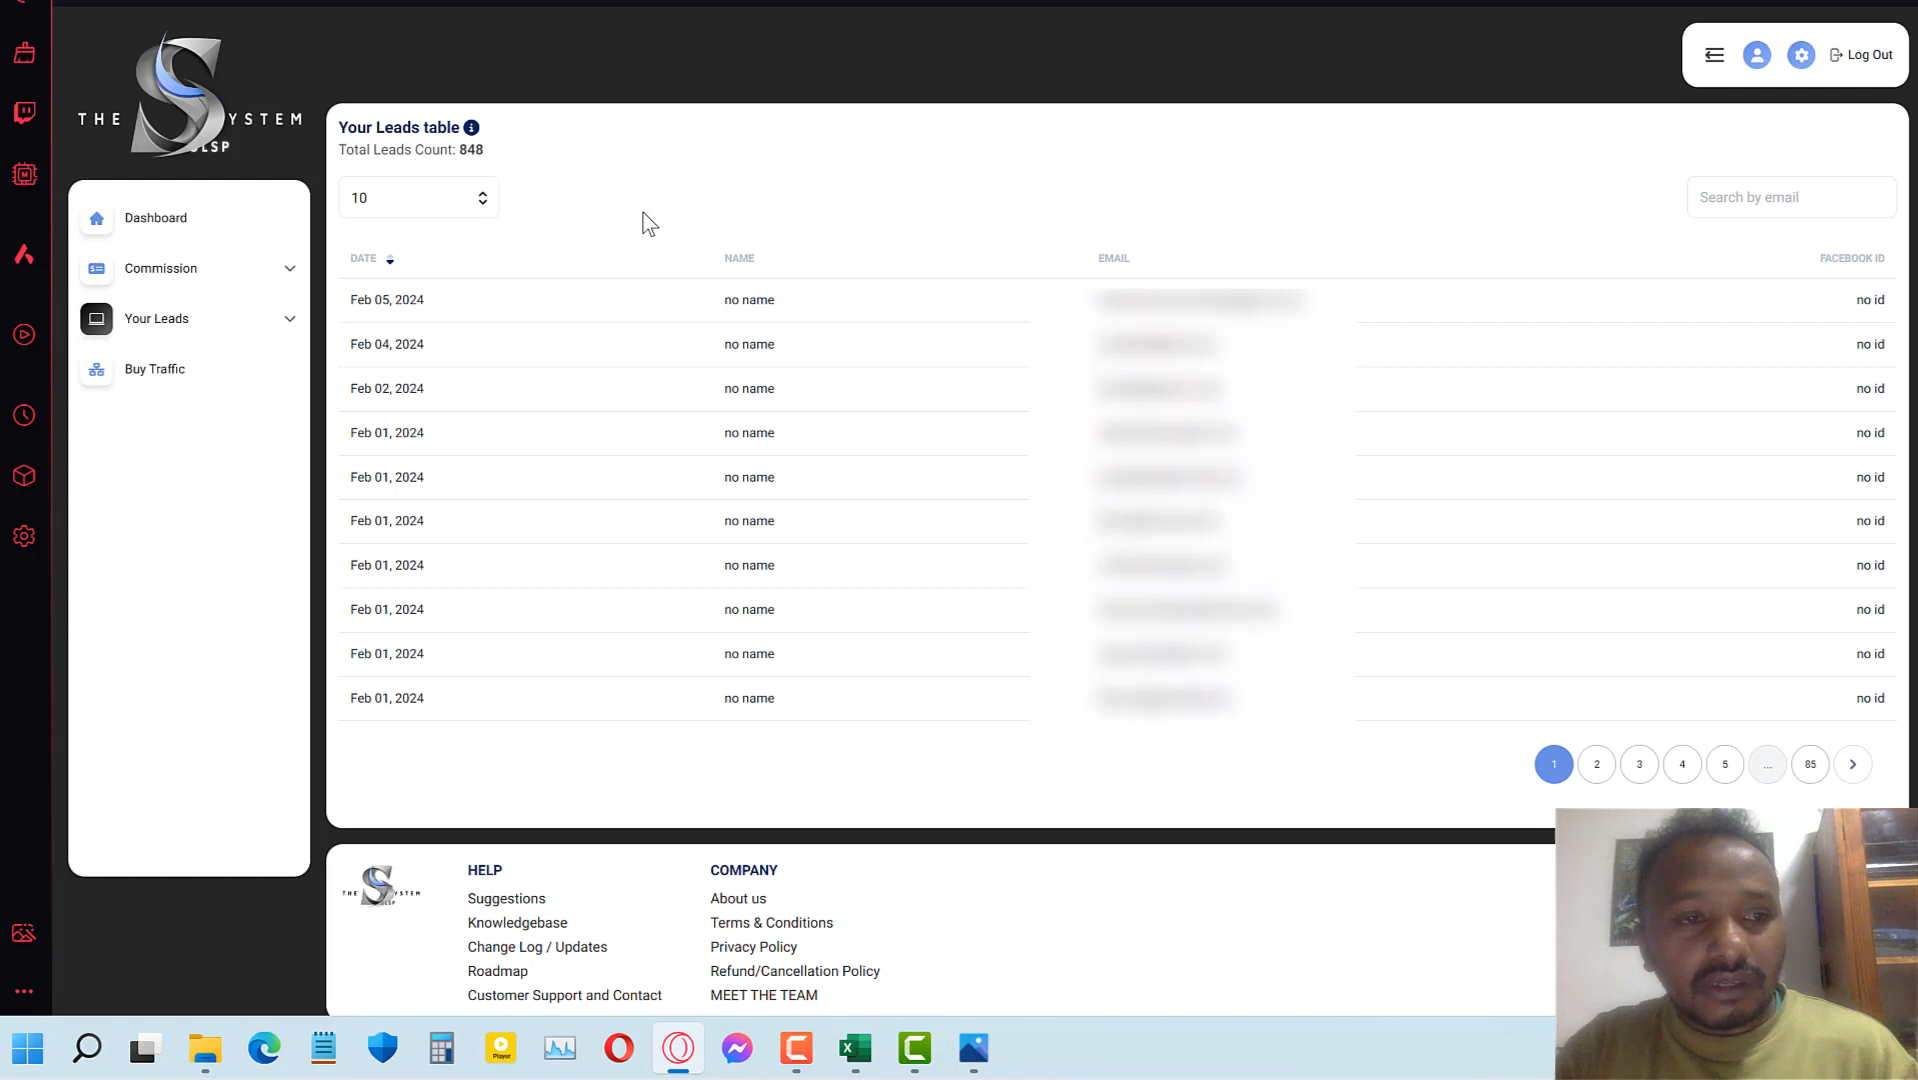 THE SYSTEM
OLSP
Log Out
Your Leads table
Total Leads Count: 848
10
Search by email
Dashboard
Commission
Your Leads
Buy Traffic
DATE NAME EMAIL FACEBOOK ID
Feb 05, 2024 no name no id
Feb 04, 2024 no name no id
Feb 02, 2024 no name no id
Feb 01, 2024 no name no id
Feb 01, 2024 no name no id
Feb 01, 2024 no name no id
Feb 01, 2024 no name no id
Feb 01, 2024 no name no id
Feb 01, 2024 no name no id
Feb 01, 2024 no name no id
1 2 3 4 5 ... 85
THE SYSTEM
OLSP
HELP
Suggestions
Knowledgebase
Change Log / Updates
Roadmap
Customer Support and Contact
COMPANY
About us
Terms & Conditions
Privacy Policy
Refund/Cancellation Policy
MEET THE TEAM
Player